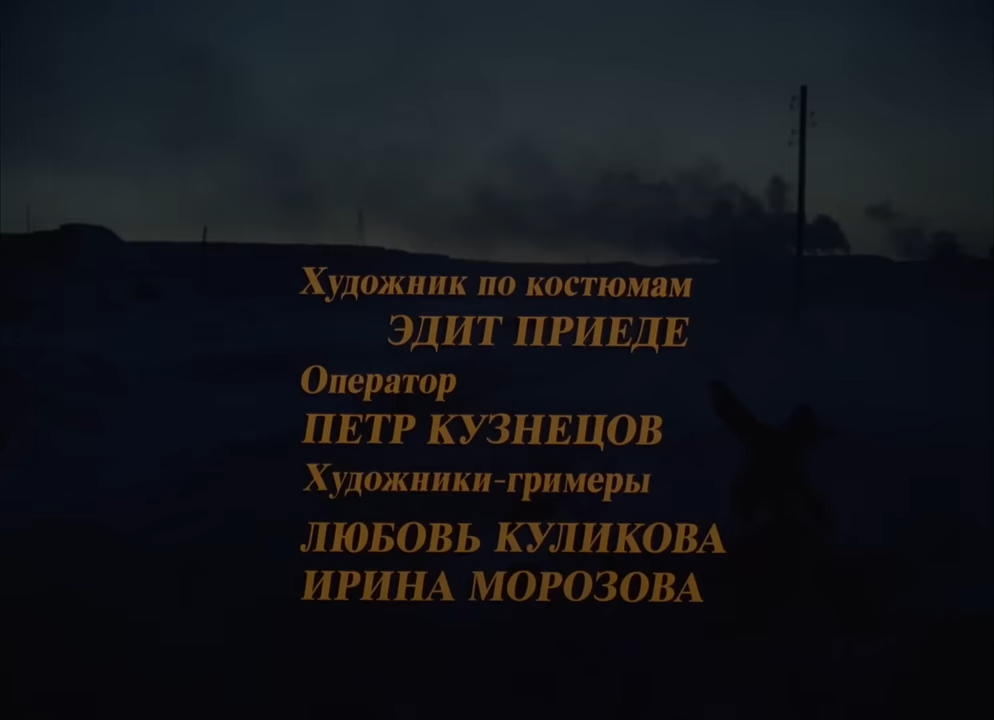 Художник по костюмам
ЭДИТ ПРИЕДЕ
Оператор
ПЕТР КУЗНЕЦОВ
Художники-гримеры
ЛЮБОВЬ КУЛИКОВА
ИРИНА МОРОЗОВА